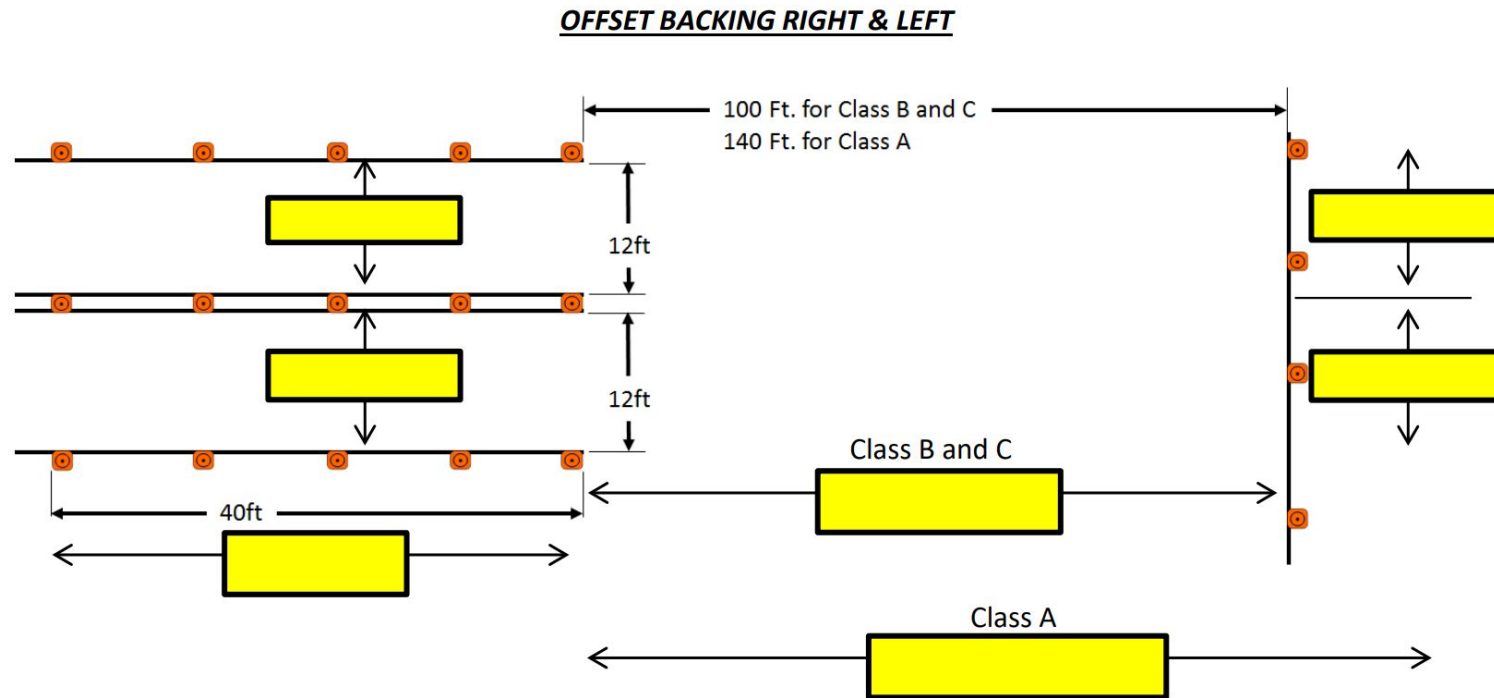 OFFSET BACKING RIGHT & LEFT
100 Ft. for Class B and C
140 Ft. for Class A
12ft
12ft
Class B and C
40ft
Class A